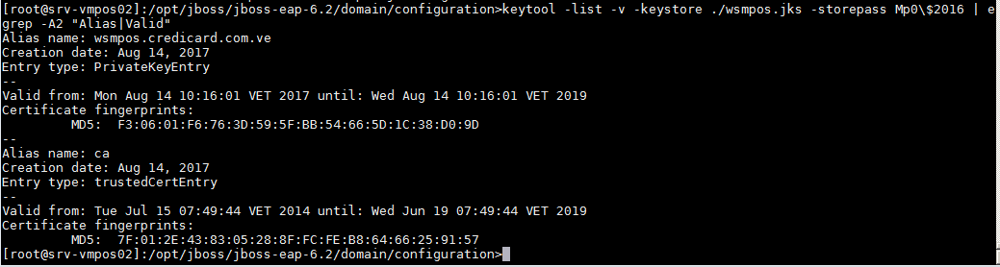 [root@srv-vmpos02]:/opt/jboss/jboss-eap-6.2/domain/configuration>keytool -list -v -keystore ./wsmpos.jks -storepass Mp0\$2016 | e
grep -A2 "Alias|Valid"
Alias name: wsmpos.credicard.com.ve
Creation date: Aug 14, 2017
Entry type: PrivateKeyEntry
--
Valid from: Mon Aug 14 10:16:01 VET 2017 until: Wed Aug 14 10:16:01 VET 2019
Certificate fingerprints:
         MD5:  F3:06:01:F6:76:3D:59:5F:BB:54:66:5D:1C:38:D0:9D
--
Alias name: ca
Creation date: Aug 14, 2017
Entry type: trustedCertEntry
--
Valid from: Tue Jul 15 07:49:44 VET 2014 until: Wed Jun 19 07:49:44 VET 2019
Certificate fingerprints:
         MD5:  7F:01:2E:43:83:05:28:8F:FC:FE:B8:64:66:25:91:57
[root@srv-vmpos02]:/opt/jboss/jboss-eap-6.2/domain/configuration>